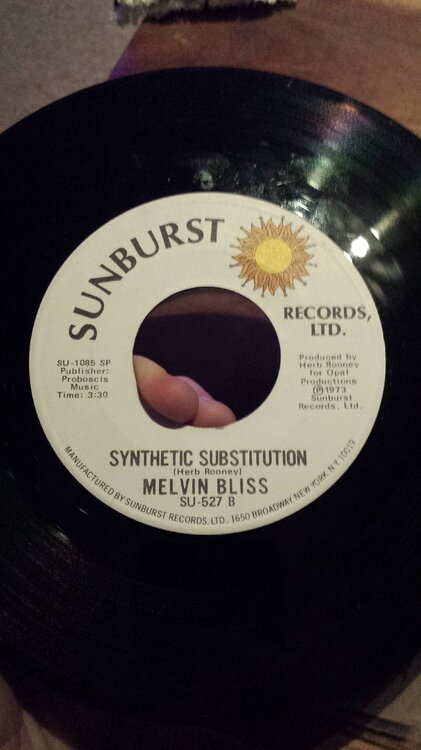 SUNBURST
RECORDS,
LTD.
SU-1085 SP
Publisher:
Proboscis
Music
Time: 3:30
Produced by
Herb Rooney
for Opal
Productions
Ⓟ1973
Sunburst
Records, Ltd.
SYNTHETIC SUBSTITUTION
(Herb Rooney)
MELVIN BLISS
SU-527 B
MANUFACTURED BY SUNBURST RECORDS, LTD. 1650 BROADWAY NEW YORK, N.Y. 10019